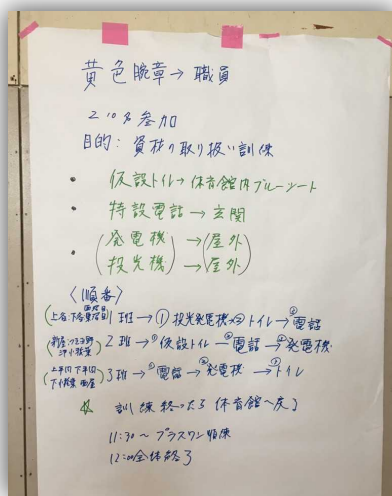 黄色腕章→職員
210名参加
目的: 資材の取り扱い訓練
・ 仮設トイレ→体育館内ブルーシート
・ 特設電話→玄関
・ (発電機)→(屋外)
(投光機)→(屋外)
〈順番〉
1班→①投光発電機→②トイレ→③電話
2班→①仮設トイレ→②電話→③発電機
3班→①電話→②発電機→③トイレ
☆ 訓練終ったら体育館へ戻る
11:30~プラスワン訓練
12:00全体終了